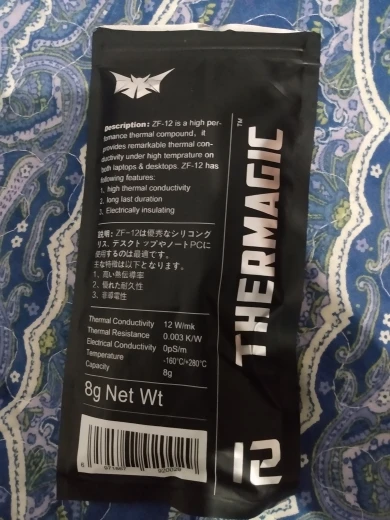 Description: ZF-12 is a high per-
formance thermal compound, it
provides remarkable thermal con-
ductivity under high temprature on
both laptops & desktops. ZF-12 has
following features:
1. high thermal conductivity
2. long last duration
3. Electrically insulating
説明: ZF-12は優秀なシリコング
リス、テスクトップやノートPCに
使用するのは最適です。
主な特徴は以下となります。
1. 高い熱伝導率
2. 優れた耐久性
3. 非導電性
Thermal Conductivity 12 W/mk
Thermal Resistance 0.003 K/W
Electrical Conductivity 0pS/m
Temperature -160°C/+280°C
Capacity 8g
8g Net Wt
THERMAGIC™
12